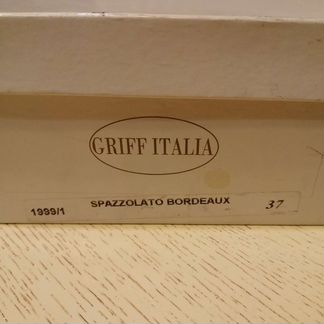 GRIFF ITALIA
1999/1 SPAZZOLATO BORDEAUX 37